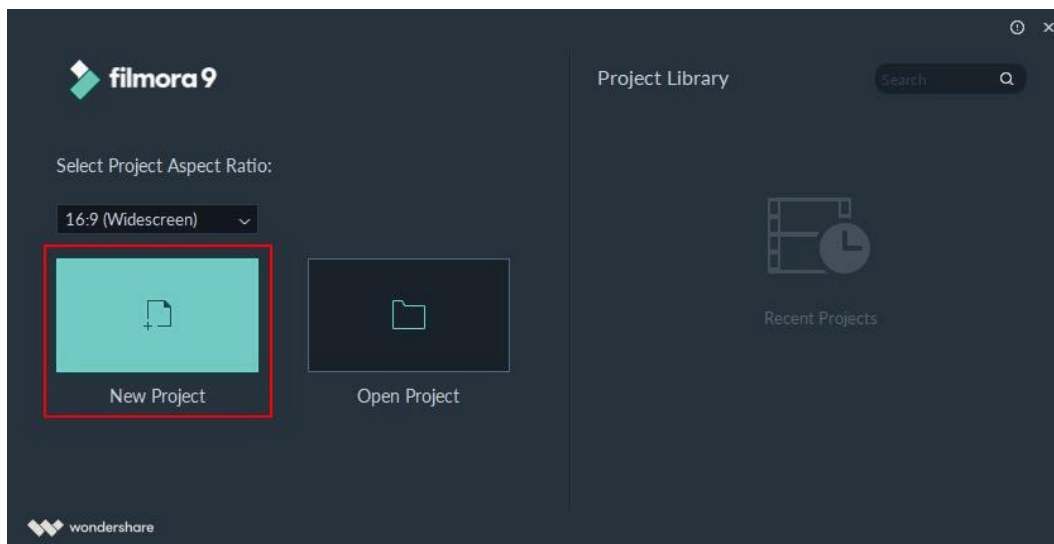 filmora9
Project Library
Search
Select Project Aspect Ratio:
16:9 (Widescreen)
New Project
Open Project
Recent Projects
wondershare